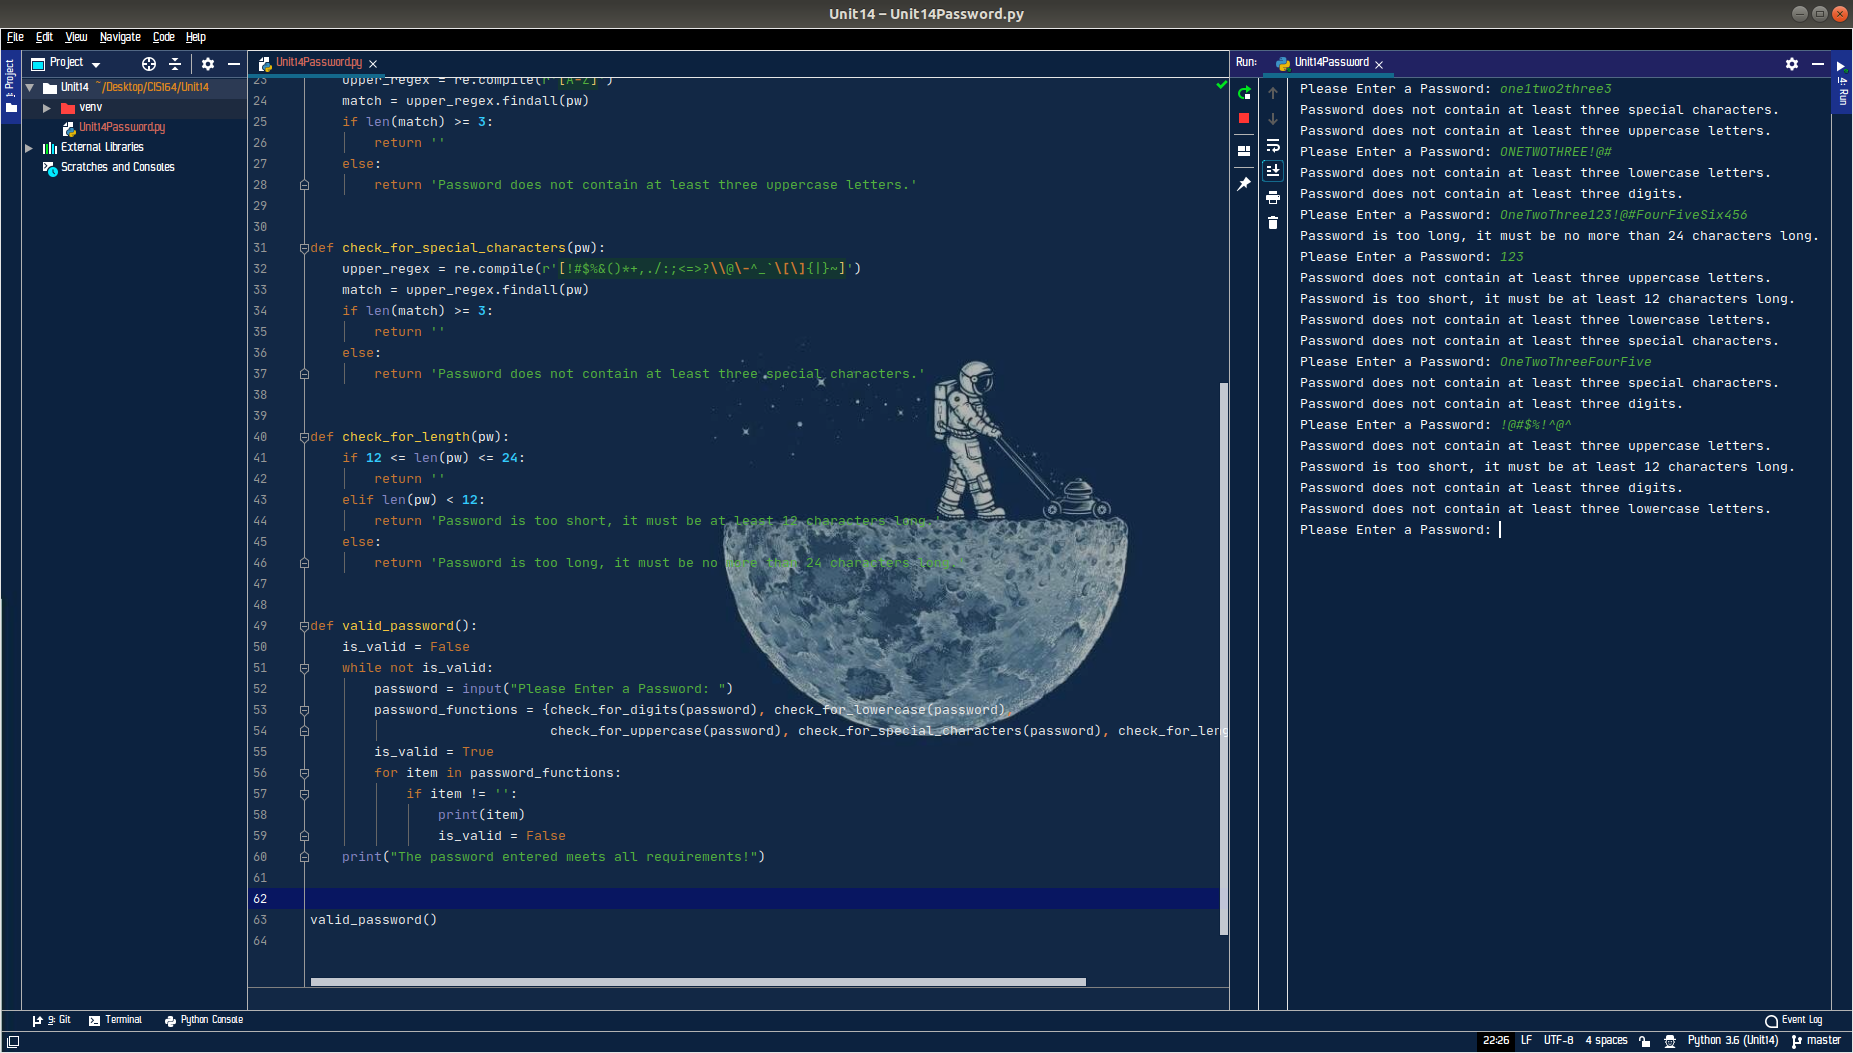 Unit14 – Unit14Password.py
File Edit View Navigate Code Help
1: Project
Project
Unit14 ~/Desktop/CIS164/Unit14
venv
Unit14Password.py
External Libraries
Scratches and Consoles
Unit14Password.py
23 upper_regex = re.compile(r'[A-Z]')
24 match = upper_regex.findall(pw)
25 if len(match) >= 3:
26 return ''
27 else:
28 return 'Password does not contain at least three uppercase letters.'
29
30
31 def check_for_special_characters(pw):
32 upper_regex = re.compile(r'[!#$%&()*+,./:;<=>?\\@\-^_`\[\]{|}~]')
33 match = upper_regex.findall(pw)
34 if len(match) >= 3:
35 return ''
36 else:
37 return 'Password does not contain at least three special characters.'
38
39
40 def check_for_length(pw):
41 if 12 <= len(pw) <= 24:
42 return ''
43 elif len(pw) < 12:
44 return 'Password is too short, it must be at least 12 characters long.'
45 else:
46 return 'Password is too long, it must be no more than 24 characters long.'
47
48
49 def valid_password():
50 is_valid = False
51 while not is_valid:
52 password = input("Please Enter a Password: ")
53 password_functions = {check_for_digits(password), check_for_lowercase(password)
54 check_for_uppercase(password), check_for_special_characters(password), check_for_leng
55 is_valid = True
56 for item in password_functions:
57 if item != '':
58 print(item)
59 is_valid = False
60 print("The password entered meets all requirements!")
61
62
63 valid_password()
64
Run: Unit14Password
Please Enter a Password: one1two2three3
Password does not contain at least three special characters.
Password does not contain at least three uppercase letters.
Please Enter a Password: ONETWOTHREE!@#
Password does not contain at least three lowercase letters.
Password does not contain at least three digits.
Please Enter a Password: OneTwoThree123!@#FourFiveSix456
Password is too long, it must be no more than 24 characters long.
Please Enter a Password: 123
Password does not contain at least three uppercase letters.
Password is too short, it must be at least 12 characters long.
Password does not contain at least three lowercase letters.
Password does not contain at least three special characters.
Please Enter a Password: OneTwoThreeFourFive
Password does not contain at least three special characters.
Password does not contain at least three digits.
Please Enter a Password: !@#$%!^@^
Password does not contain at least three uppercase letters.
Password is too short, it must be at least 12 characters long.
Password does not contain at least three digits.
Password does not contain at least three lowercase letters.
Please Enter a Password:
4: Run
9: Git Terminal Python Console
Event Log
22:26 LF UTF-8 4 spaces Python 3.6 (Unit14) master